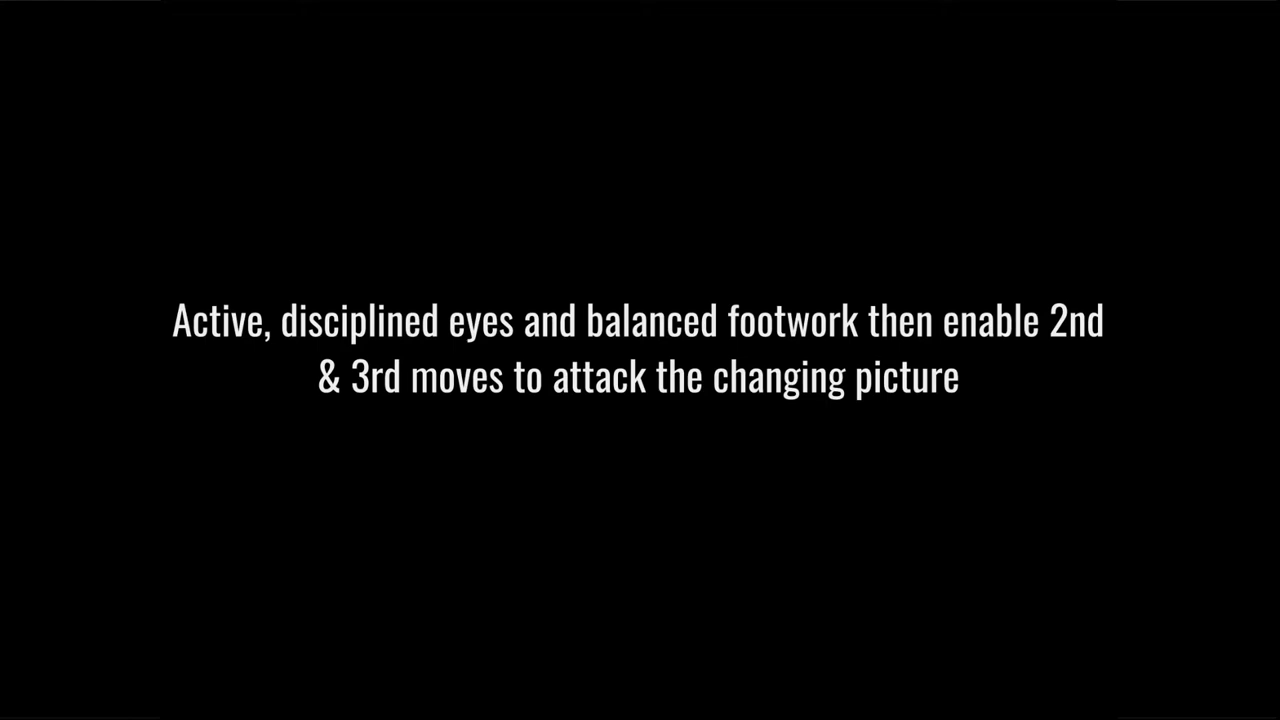 Active, disciplined eyes and balanced footwork then enable 2nd
& 3rd moves to attack the changing picture